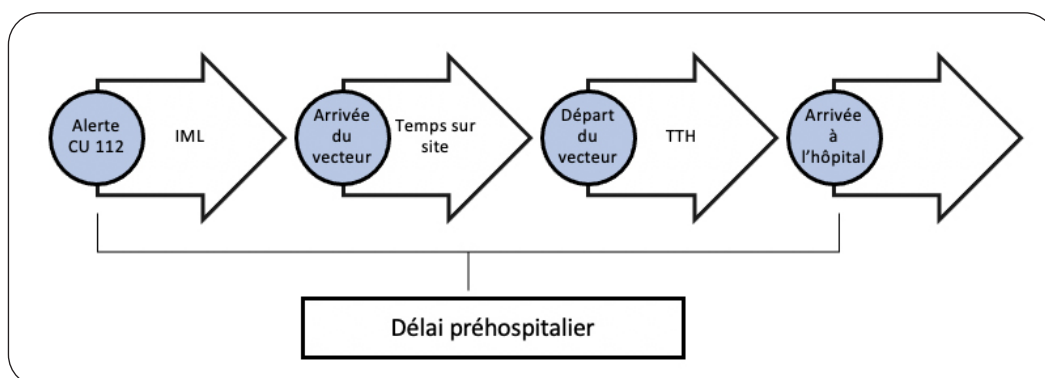 Alerte
CU 112
IML
Arrivée
du
vecteur
Temps sur
site
Départ
du
vecteur
TTH
Arrivée
à
l’hôpital
Délai préhospitalier